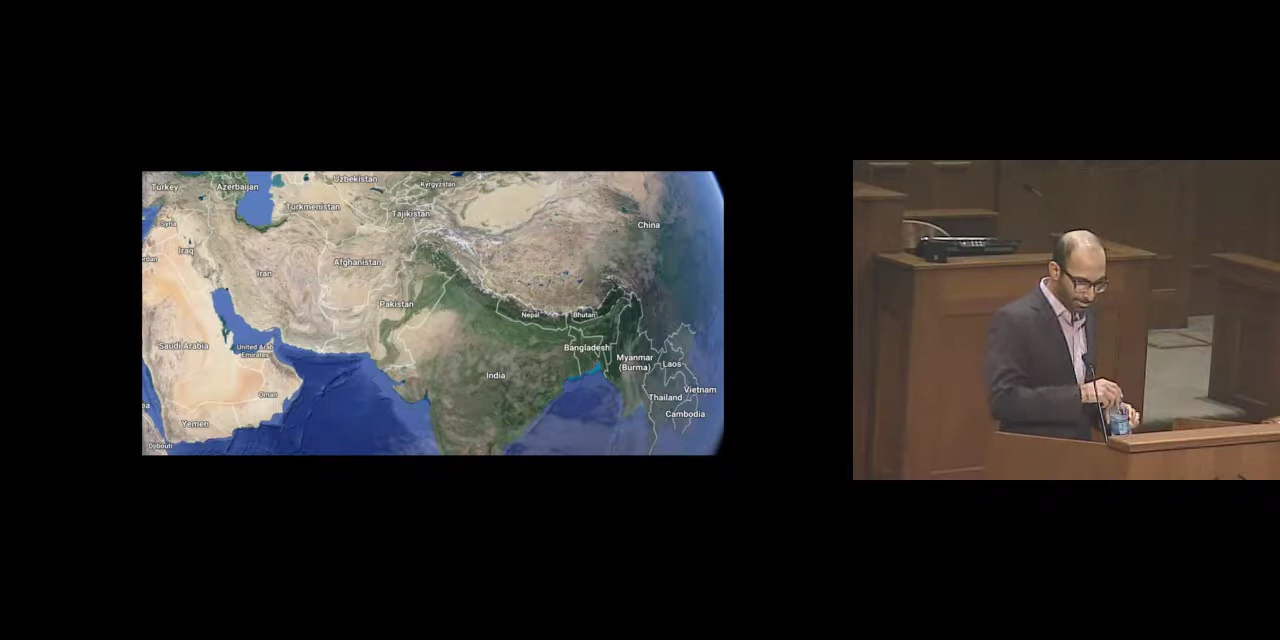 Uzbekistan
Kyrgyzstan
Turkey
Azerbaijan
Turkmenistan
Tajikistan
Syria
China
Iraq
Afghanistan
Iran
Pakistan
Nepal
Bhutan
Saudi Arabia
United Arab
Emirates
Bangladesh
Myanmar
(Burma)
Laos
India
Oman
Vietnam
Thailand
Cambodia
Yemen
Djibouti